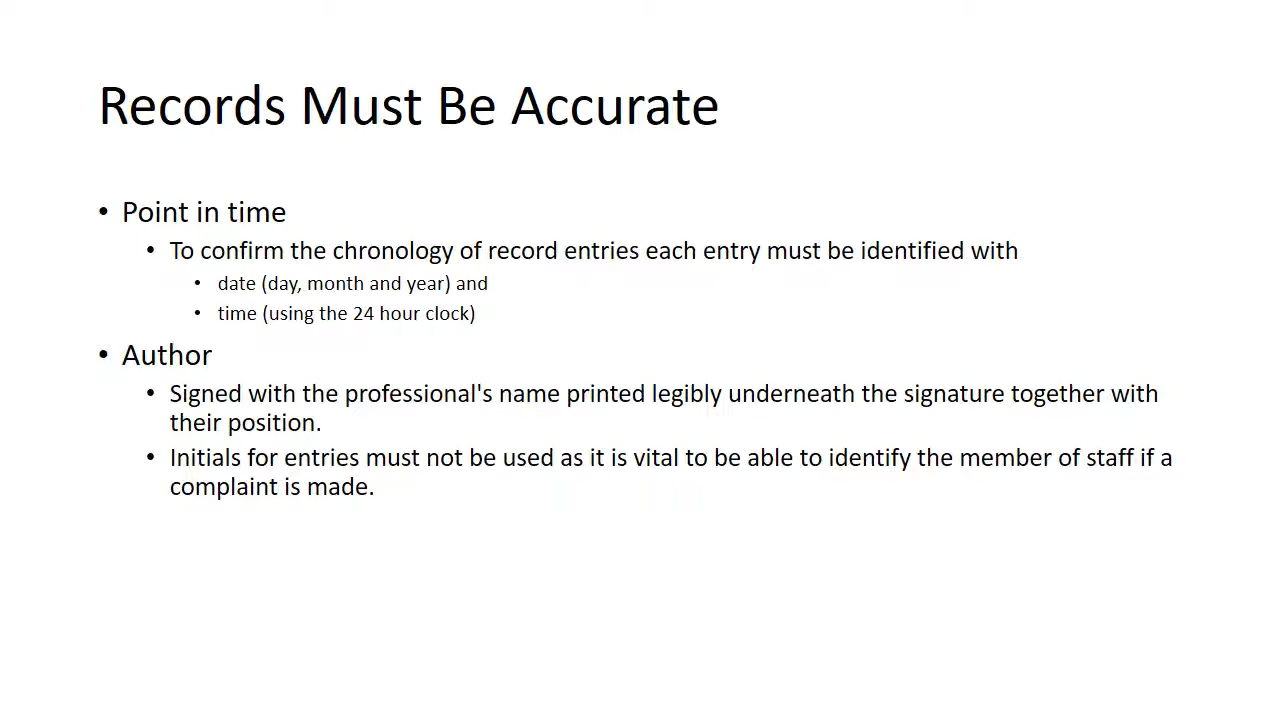 Records Must Be Accurate
• Point in time
• To confirm the chronology of record entries each entry must be identified with
• date (day, month and year) and
• time (using the 24 hour clock)
• Author
• Signed with the professional's name printed legibly underneath the signature together with
their position.
• Initials for entries must not be used as it is vital to be able to identify the member of staff if a
complaint is made.